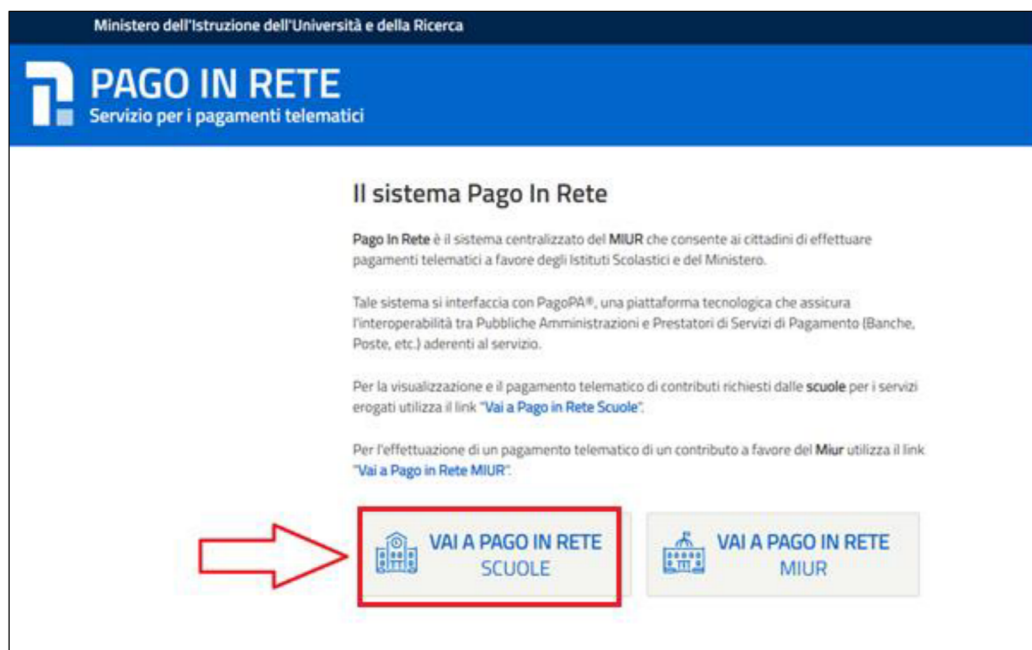 Ministero dell'Istruzione dell'Università e della Ricerca
PAGO IN RETE
Servizio per i pagamenti telematici
Il sistema Pago In Rete
Pago In Rete è il sistema centralizzato del MIUR che consente ai cittadini di effettuare
pagamenti telematici a favore degli Istituti Scolastici e del Ministero.
Tale sistema si interfaccia con PagoPA®, una piattaforma tecnologica che assicura
l'interoperabilità tra Pubbliche Amministrazioni e Prestatori di Servizi di Pagamento (Banche,
Poste, etc.) aderenti al servizio.
Per la visualizzazione e il pagamento telematico di contributi richiesti dalle scuole per i servizi
erogati utilizza il link "Vai a Pago in Rete Scuole".
Per l'effettuazione di un pagamento telematico di un contributo a favore del Miur utilizza il link
"Vai a Pago in Rete MIUR".
VAI A PAGO IN RETE
SCUOLE
VAI A PAGO IN RETE
MIUR